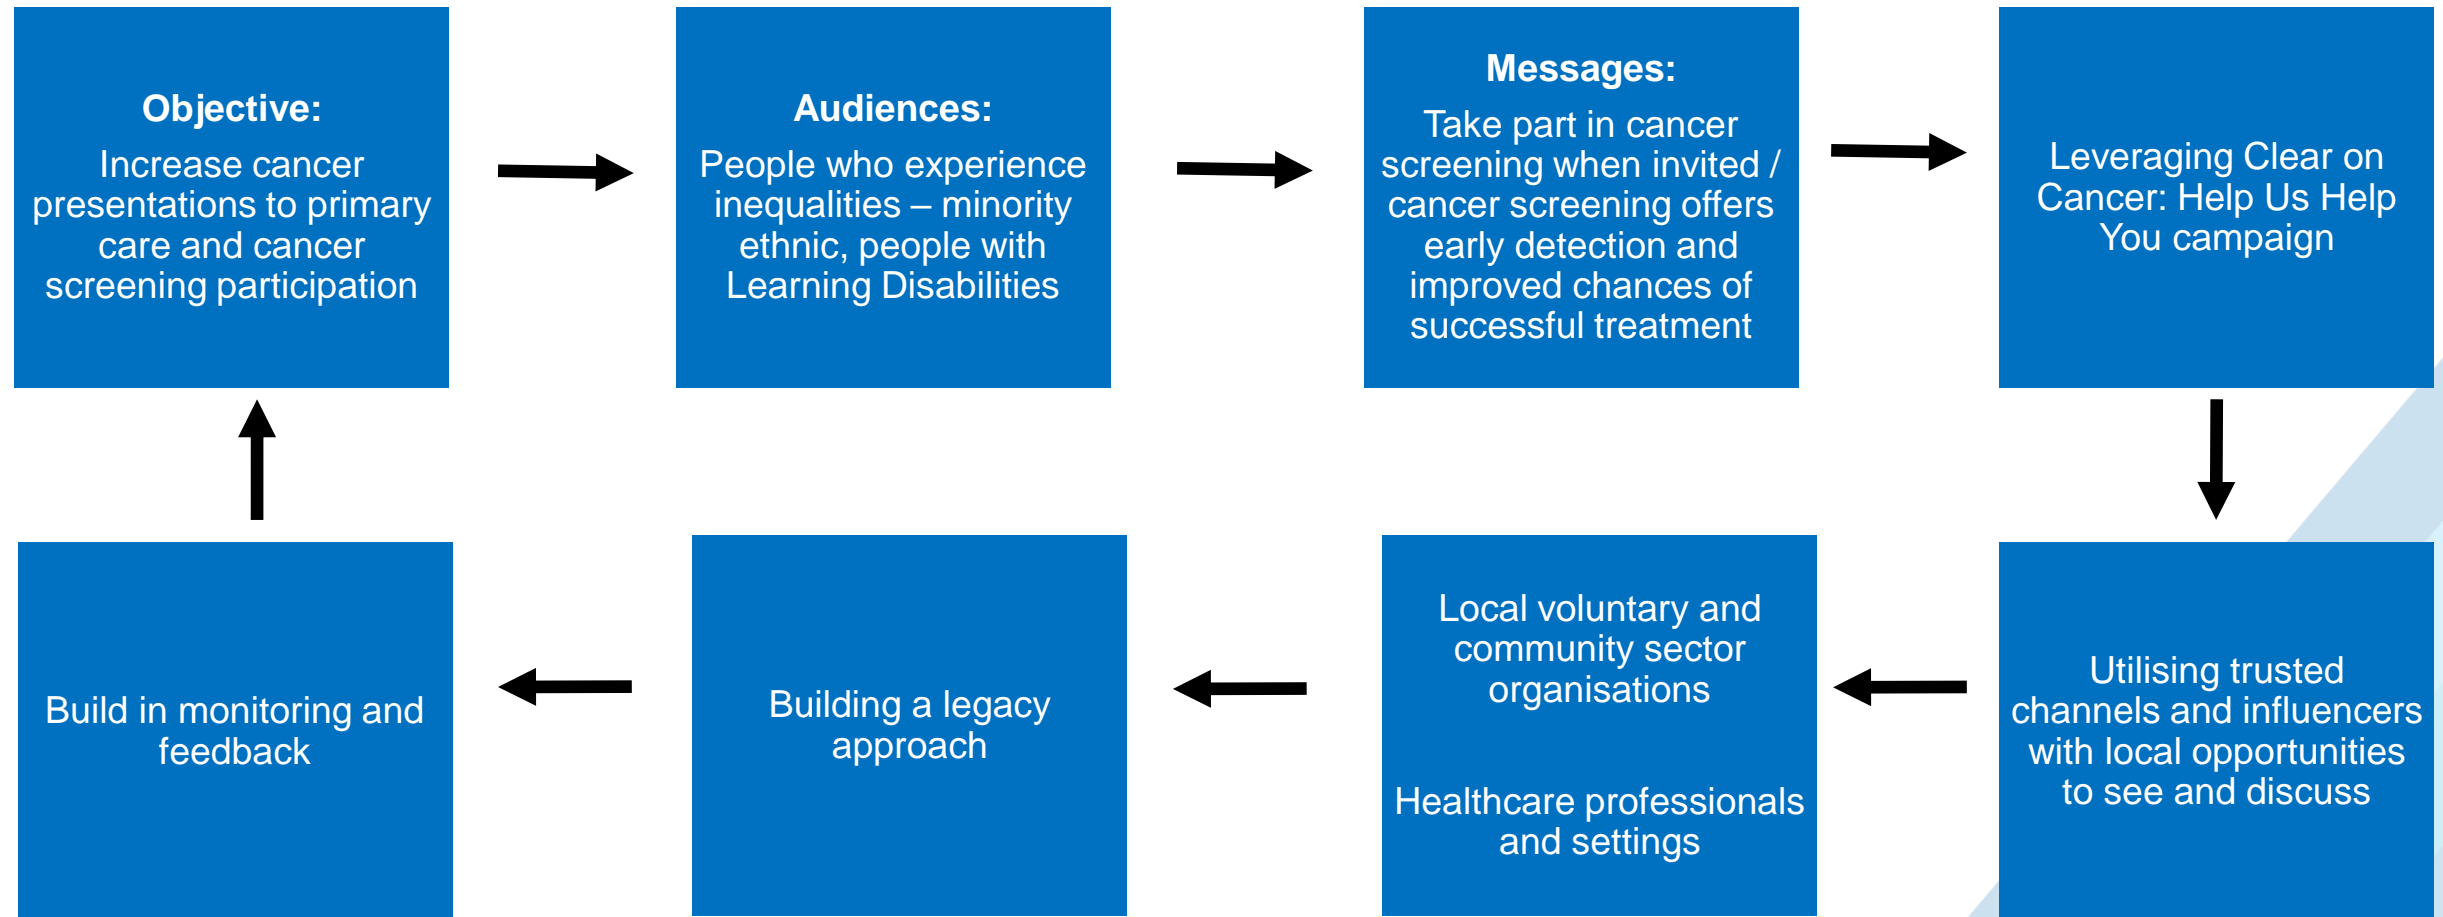 Objective:
Increase cancer
presentations to primary
care and cancer
screening participation
Audiences:
People who experience
inequalities – minority
ethnic, people with
Learning Disabilities
Messages:
Take part in cancer
screening when invited /
cancer screening offers
early detection and
improved chances of
successful treatment
Leveraging Clear on
Cancer: Help Us Help
You campaign
Utilising trusted
channels and influencers
with local opportunities
to see and discuss
Local voluntary and
community sector
organisations
Healthcare professionals
and settings
Building a legacy
approach
Build in monitoring and
feedback